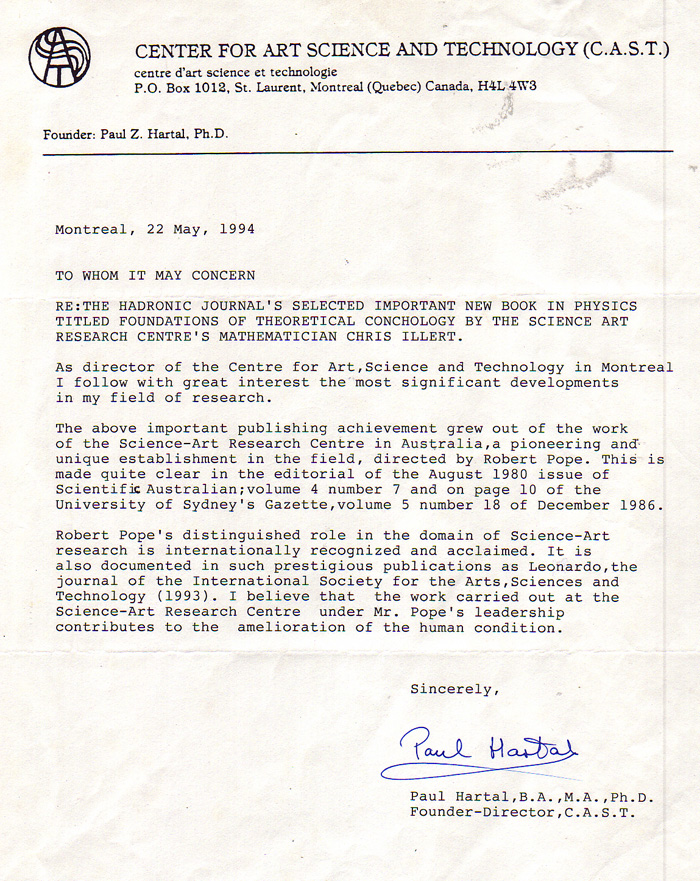 CENTER FOR ART SCIENCE AND TECHNOLOGY (C.A.S.T.)
centre d'art science et technologie
P.O. Box 1012, St. Laurent, Montreal (Quebec) Canada, H4L 4W3
Founder: Paul Z. Hartal, Ph.D.
Montreal, 22 May, 1994
TO WHOM IT MAY CONCERN
RE:THE HADRONIC JOURNAL'S SELECTED IMPORTANT NEW BOOK IN PHYSICS
TITLED FOUNDATIONS OF THEORETICAL CONCHOLOGY BY THE SCIENCE ART
RESEARCH CENTRE'S MATHEMATICIAN CHRIS ILLERT.
As director of the Centre for Art,Science and Technology in Montreal
I follow with great interest the most significant developments
in my field of research.
The above important publishing achievement grew out of the work
of the Science-Art Research Centre in Australia,a pioneering and
unique establishment in the field, directed by Robert Pope. This is
made quite clear in the editorial of the August 1980 issue of
Scientific Australian;volume 4 number 7 and on page 10 of the
University of Sydney's Gazette,volume 5 number 18 of December 1986.
Robert Pope's distinguished role in the domain of Science-Art
research is internationally recognized and acclaimed. It is
also documented in such prestigious publications as Leonardo,the
journal of the International Society for the Arts,Sciences and
Technology (1993). I believe that  the work carried out at the
Science-Art Research Centre  under Mr. Pope's leadership
contributes to the  amelioration of the human condition.
Sincerely,
Paul Hartal
Paul Hartal,B.A.,M.A.,Ph.D.
Founder-Director,C.A.S.T.